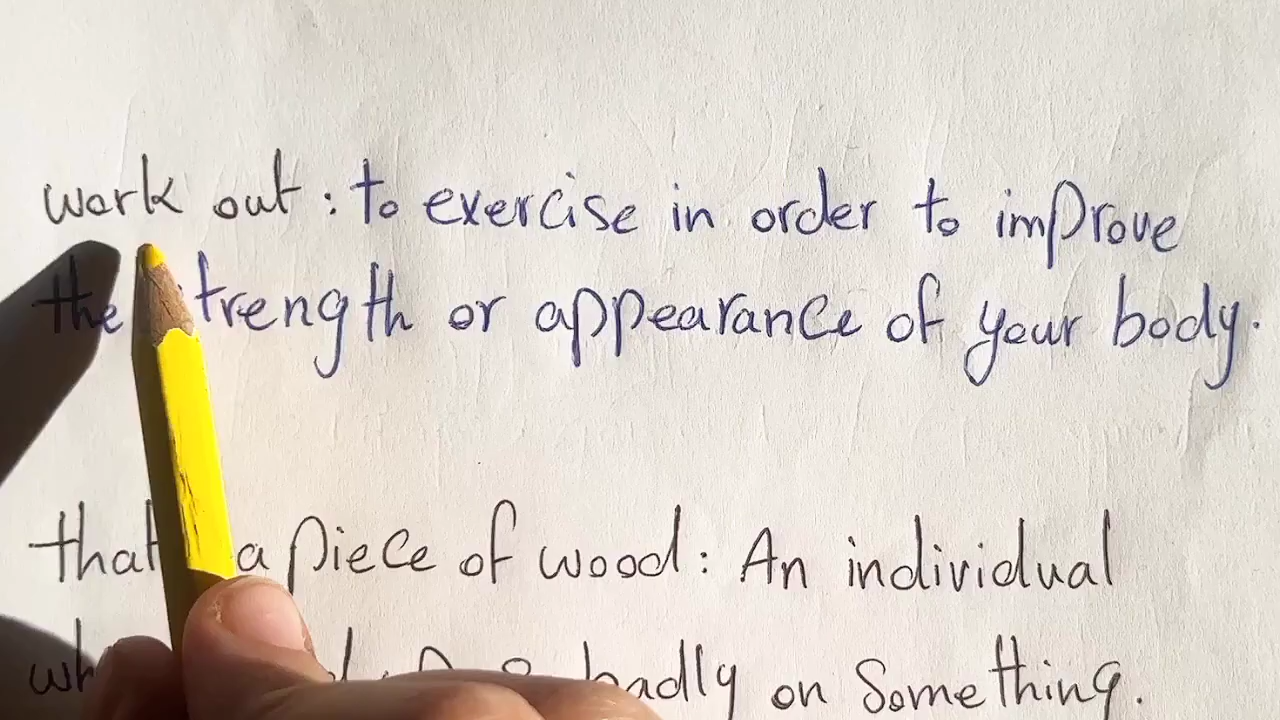 work out : to exercise in order to improve
the strength or appearance of your body.
that a piece of wood : An individual
badly on something.